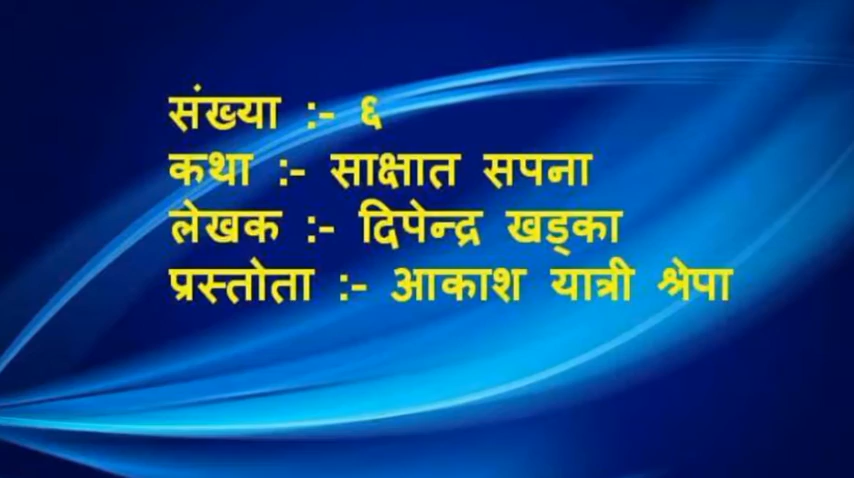 संख्या :- ६
कथा :- साक्षात सपना
लेखक :- दिपेन्द्र खड्का
प्रस्तोता :- आकाश यात्री श्रेपा